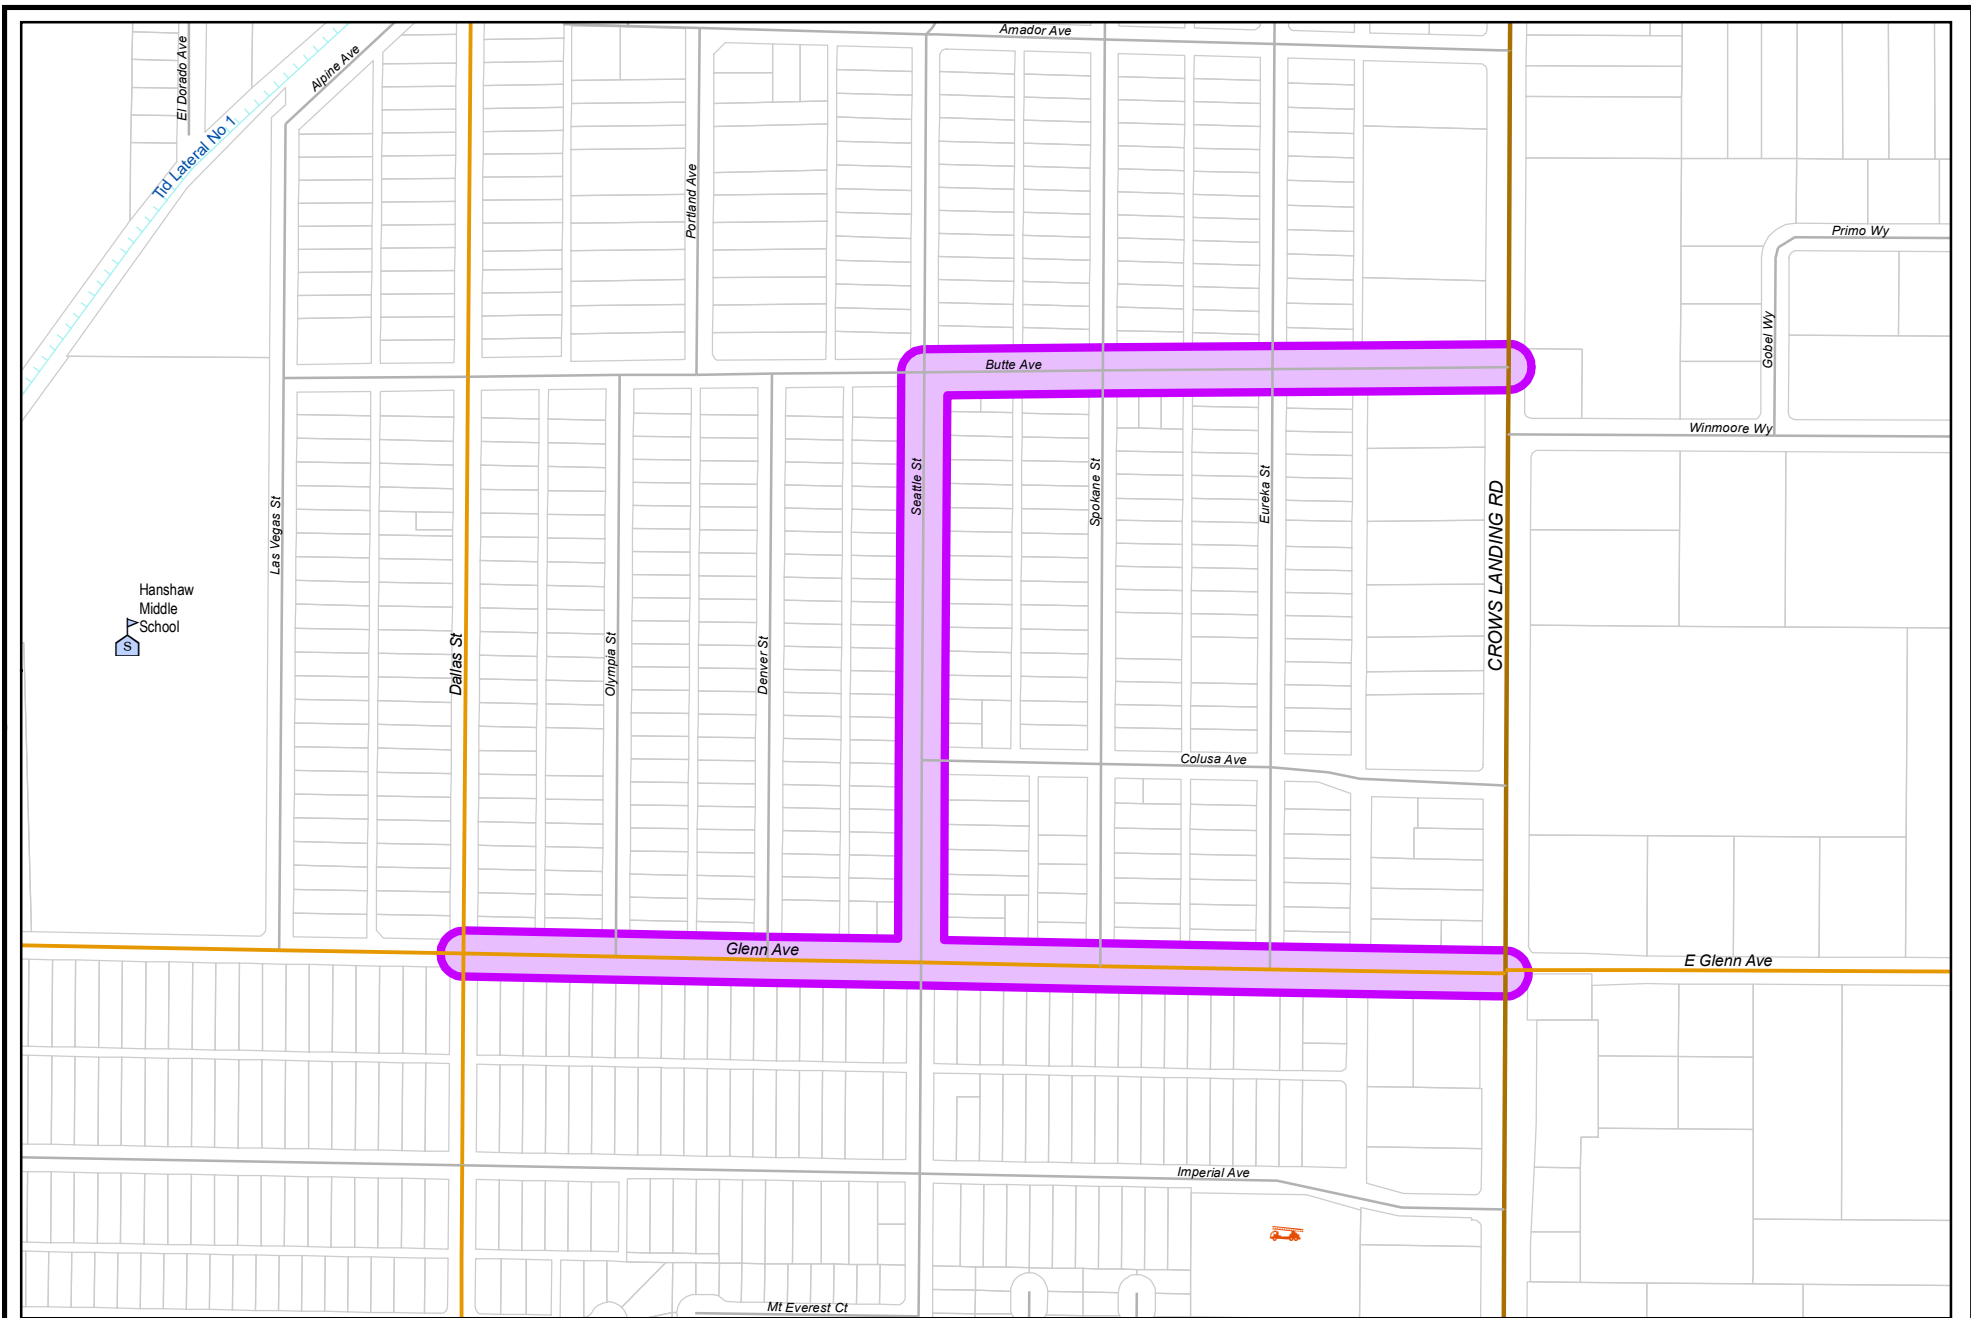 Amador Ave
El Dorado Ave
Alpine Ave
Tid Lateral No 1
Portland Ave
Primo Wy
Gobel Wy
Butte Ave
Winmoore Wy
Seattle St
Spokane St
Eureka St
Las Vegas St
CROWS LANDING RD
Hanshaw
Middle
School
S
Dallas St
Olympia St
Denver St
Colusa Ave
Glenn Ave
E Glenn Ave
Imperial Ave
Mt Everest Ct